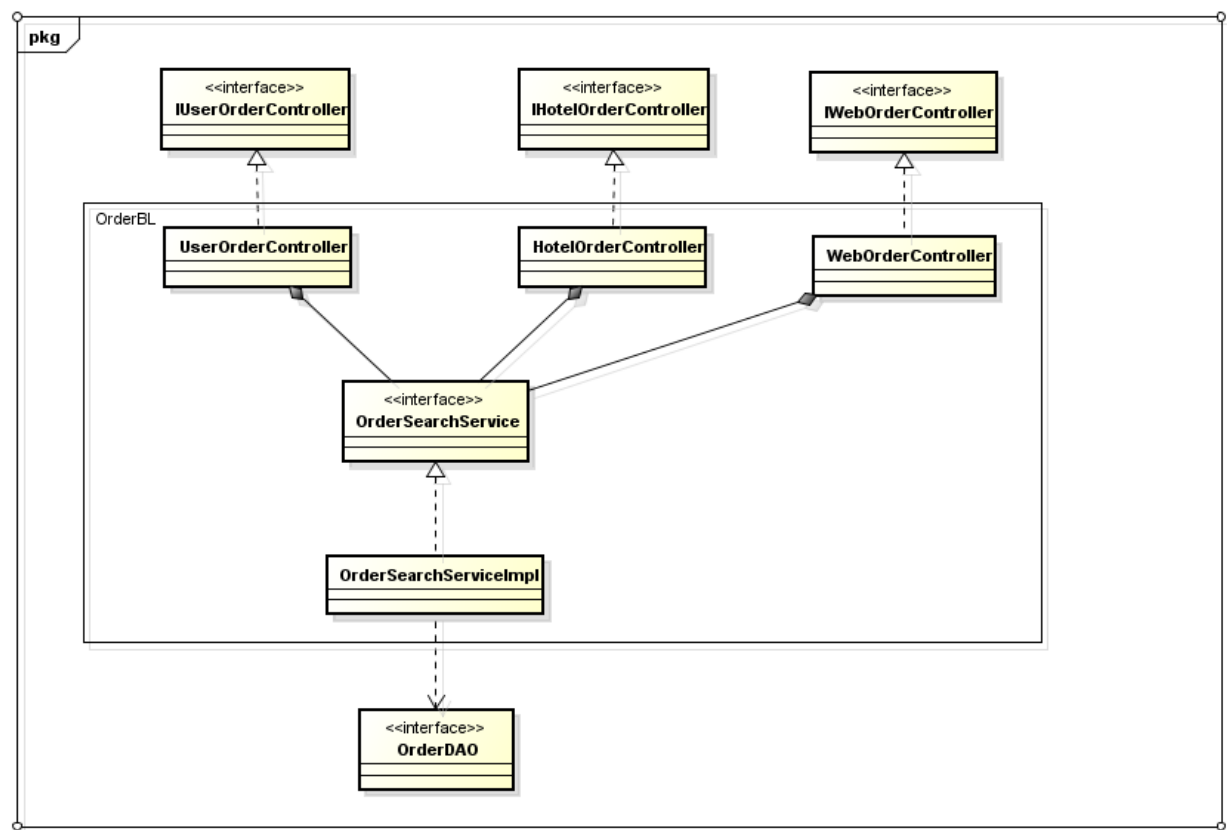 pkg
<<interface>>
IUserOrderController
<<interface>>
IHotelOrderController
<<interface>>
IWebOrderController
OrderBL
UserOrderController
HotelOrderController
WebOrderController
<<interface>>
OrderSearchService
OrderSearchServiceImpl
<<interface>>
OrderDAO